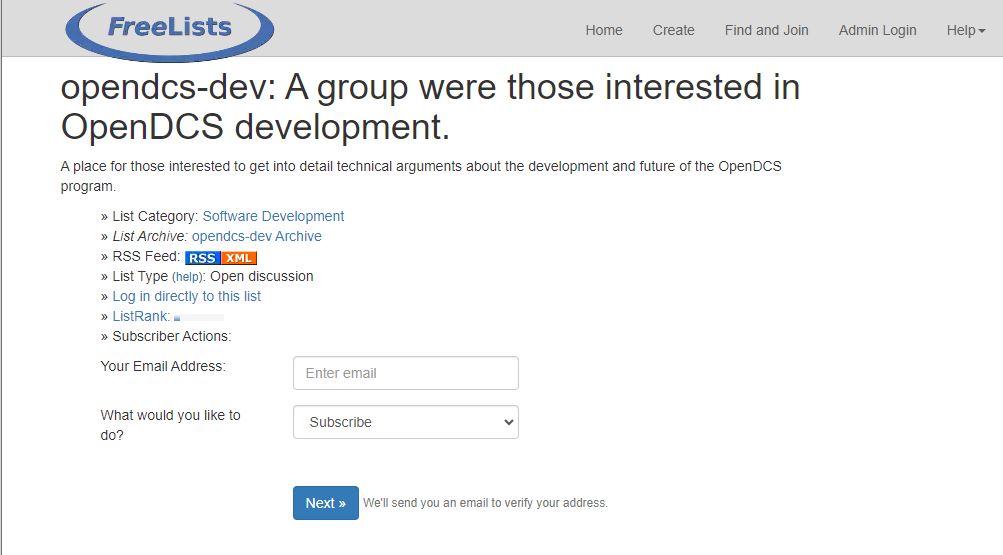 FreeLists
Home Create Find and Join Admin Login Help
opendcs-dev: A group were those interested in
OpenDCS development.
A place for those interested to get into detail technical arguments about the development and future of the OpenDCS
program.
» List Category: Software Development
» List Archive: opendcs-dev Archive
» RSS Feed: RSS XML
» List Type (help): Open discussion
» Log in directly to this list
» ListRank:
» Subscriber Actions:
Your Email Address: Enter email
What would you like to
do?
Subscribe
Next » We'll send you an email to verify your address.